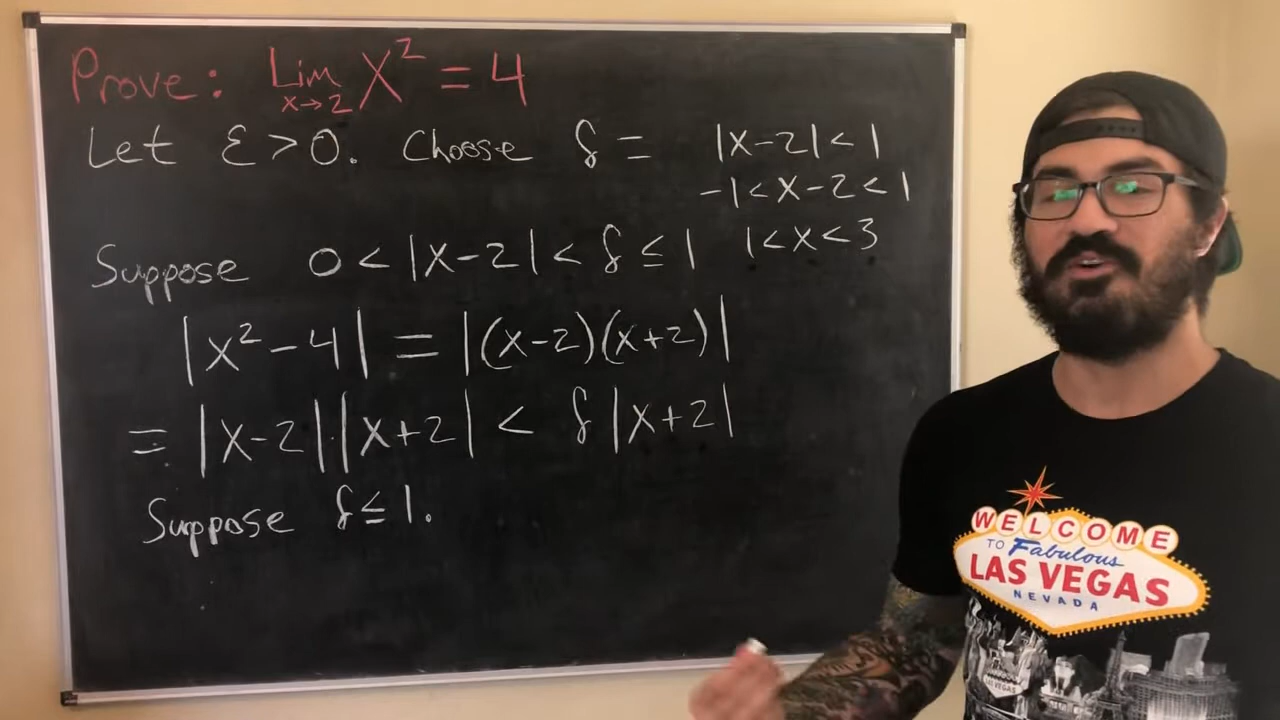 Prove: Lim x→2 x² = 4
Let ε > 0. Choose δ =
|x-2| < 1
-1 < x-2 < 1
1 < x < 3
Suppose 0 < |x-2| < δ ≤ 1
|x²-4| = |(x-2)(x+2)|
= |x-2||x+2| < δ|x+2|
Suppose δ ≤ 1.
WELCOME
TO Fabulous
LAS VEGAS
NEVADA